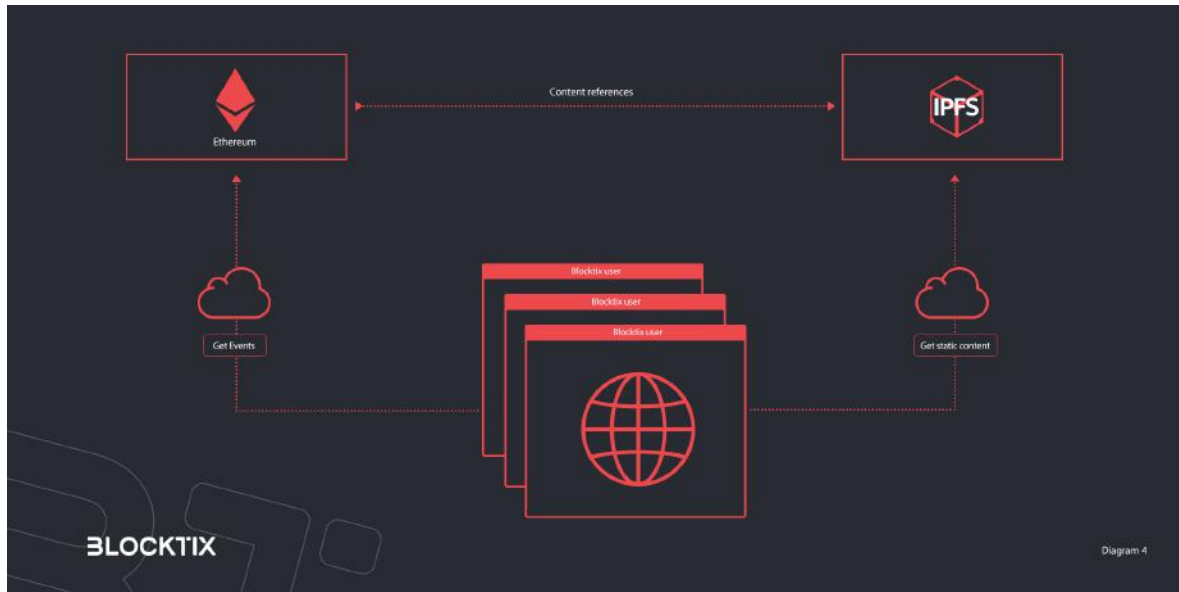 Content references
IPFS
Ethereum
Blocktix user
Blocktix user
Blocktix user
Get Events
Get static content
BLOCKTIX
Diagram 4